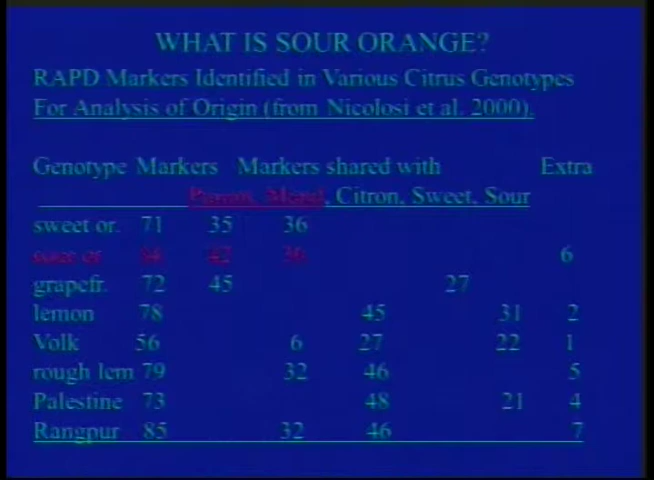 WHAT IS SOUR ORANGE?
RAPD Markers Identified in Various Citrus Genotypes
For Analysis of Origin (from Nicolosi et al. 2000).
Genotype Markers Markers shared with Extra
Mand, Citron, Sweet, Sour
sweet or. 71 35 36
sour or. 84 42 36 6
grapefr. 72 45 27
lemon 78 45 31 2
Volk 56 6 27 22 1
rough lem 79 32 46 5
Palestine 73 48 21 4
Rangpur 85 32 46 7